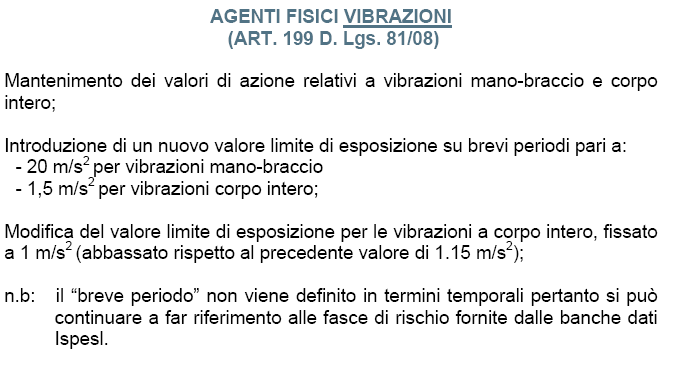 AGENTI FISICI VIBRAZIONI
(ART. 199 D. Lgs. 81/08)
Mantenimento dei valori di azione relativi a vibrazioni mano-braccio e corpo
intero;
Introduzione di un nuovo valore limite di esposizione su brevi periodi pari a:
- 20 m/s² per vibrazioni mano-braccio
- 1,5 m/s² per vibrazioni corpo intero;
Modifica del valore limite di esposizione per le vibrazioni a corpo intero, fissato
a 1 m/s² (abbassato rispetto al precedente valore di 1.15 m/s²);
n.b: il “breve periodo” non viene definito in termini temporali pertanto si può
continuare a far riferimento alle fasce di rischio fornite dalle banche dati
Ispesl.